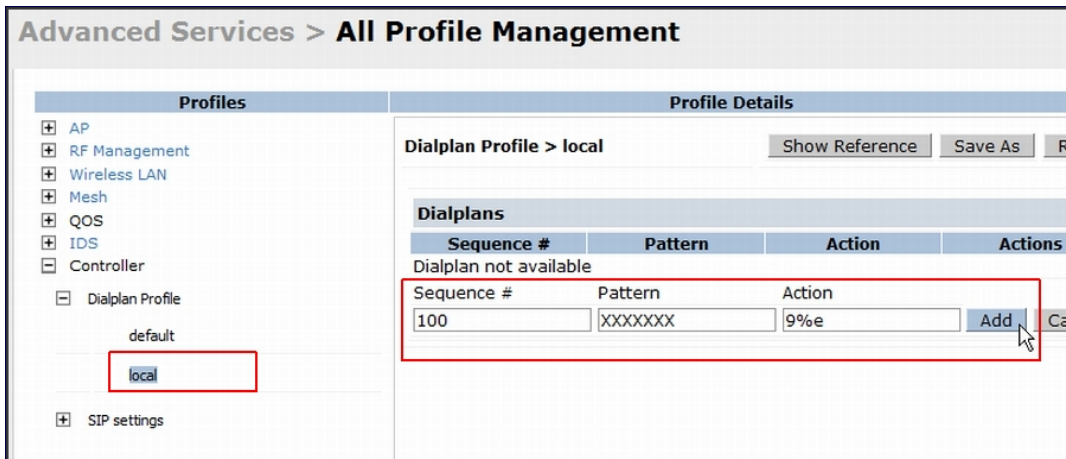 Advanced Services > All Profile Management
Profiles
AP
RF Management
Wireless LAN
Mesh
QOS
IDS
Controller
Dialplan Profile
default
local
SIP settings
Profile Details
Dialplan Profile > local
Show Reference Save As R
Dialplans
Sequence # Pattern Action Actions
Dialplan not available
Sequence # Pattern Action
100 XXXXXXX 9%e Add Ca